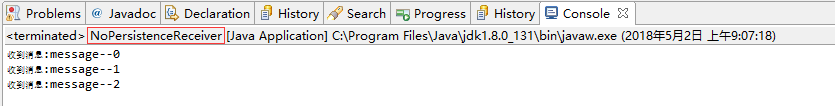 Problems @ Javadoc Declaration History Search Progress History Console
<terminated> NoPersistenceReceiver [Java Application] C:\Program Files\Java\jdk1.8.0_131\bin\javaw.exe (2018年5月2日 上午9:07:18)
收到消息:message--0
收到消息:message--1
收到消息:message--2